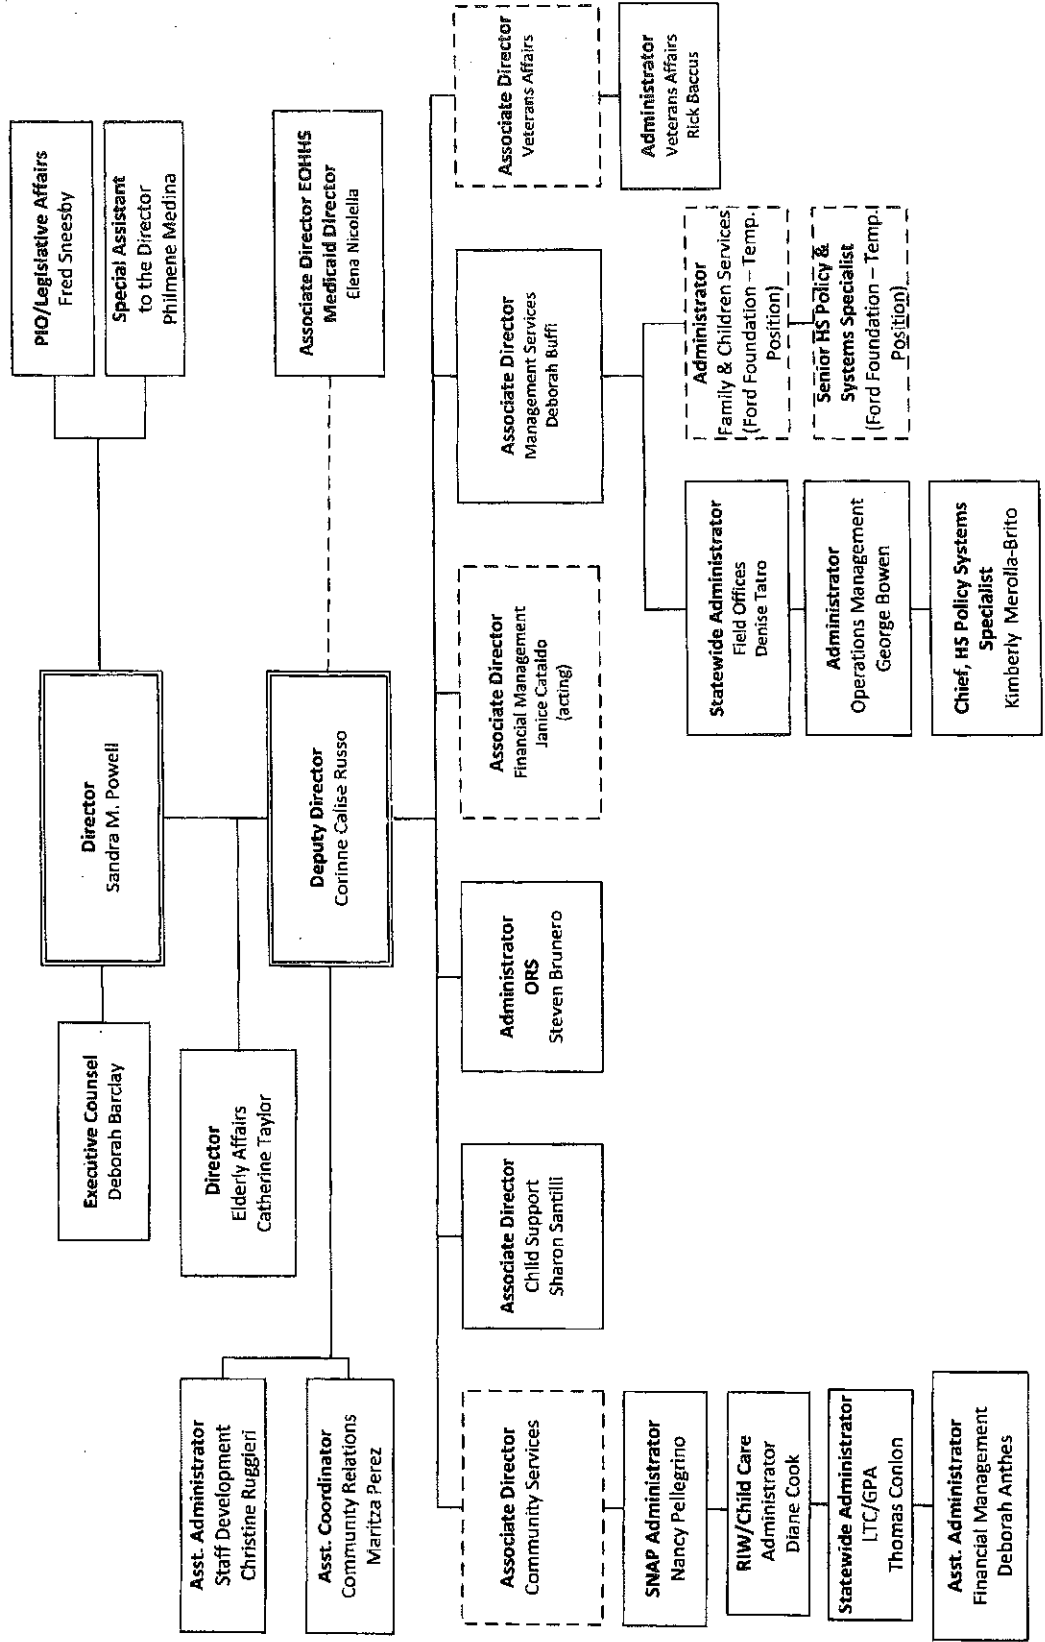 PIO/Legislative Affairs
Fred Sneesby
Special Assistant
to the Director
Philmene Medina
Director
Sandra M. Powell
Executive Counsel
Deborah Barclay
Director
Elderly Affairs
Catherine Taylor
Associate Director EOHHS
Medicaid Director
Elena Nicolella
Deputy Director
Corinne Calise Russo
Asst. Administrator
Staff Development
Christine Ruggieri
Asst. Coordinator
Community Relations
Maritza Perez
Associate Director
Community Services
SNAP Administrator
Nancy Pellegrino
RIW/Child Care
Administrator
Diane Cook
Statewide Administrator
LTC/GPA
Thomas Conlon
Asst. Administrator
Financial Management
Deborah Anthes
Associate Director
Child Support
Sharon Santilli
Administrator
ORS
Steven Brunero
Associate Director
Financial Management
Janice Cataldo
(acting)
Associate Director
Management Services
Deborah Buffi
Statewide Administrator
Field Offices
Denise Tatro
Administrator
Operations Management
George Bowen
Chief, HS Policy Systems
Specialist
Kimberly Merolla-Brito
Administrator
Family & Children Services
(Ford Foundation – Temp.
Position)
Senior HS Policy &
Systems Specialist
(Ford Foundation – Temp.
Position)
Associate Director
Veterans Affairs
Administrator
Veterans Affairs
Rick Baccus